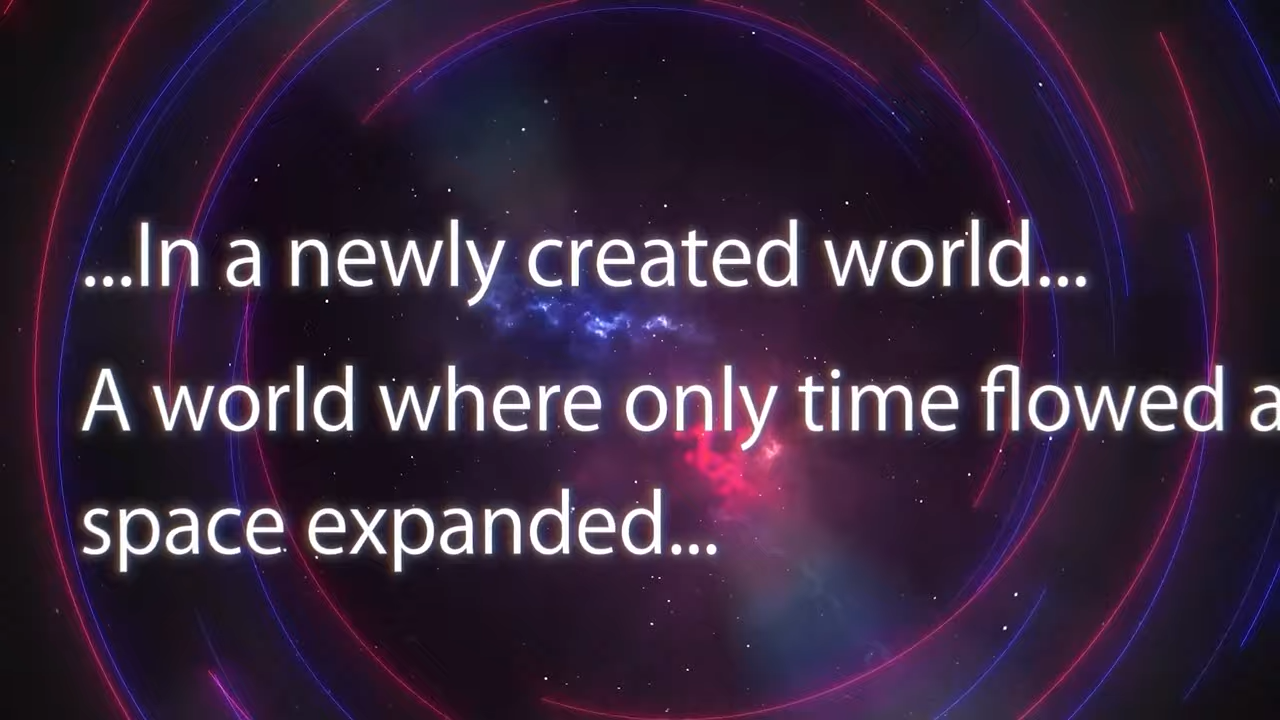 ...In a newly created world...
A world where only time flowed a
space expanded...